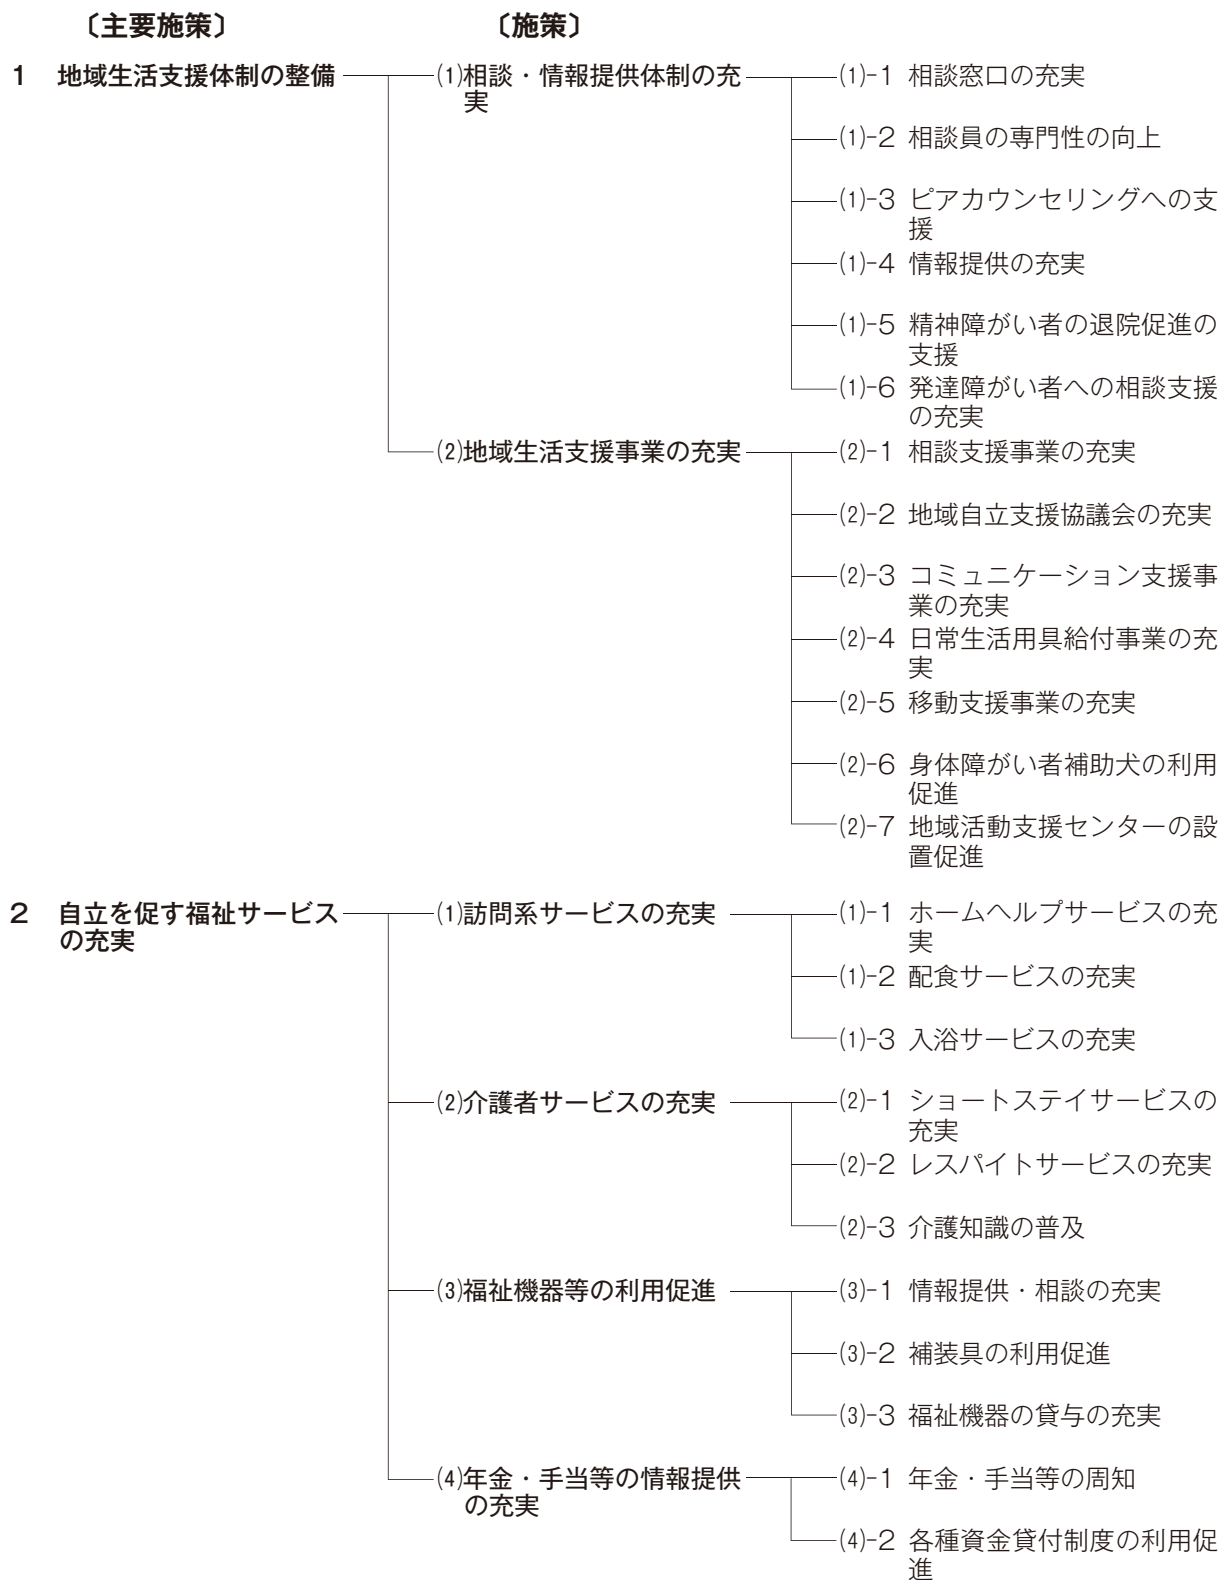 〔主要施策〕 〔施策〕
1 地域生活支援体制の整備 (1)相談・情報提供体制の充 (1)-1 相談窓口の充実
実
(1)-2 相談員の専門性の向上
(1)-3 ピアカウンセリングへの支
援
(1)-4 情報提供の充実
(1)-5 精神障がい者の退院促進の
支援
(1)-6 発達障がい者への相談支援
の充実
(2)地域生活支援事業の充実 (2)-1 相談支援事業の充実
(2)-2 地域自立支援協議会の充実
(2)-3 コミュニケーション支援事
業の充実
(2)-4 日常生活用具給付事業の充
実
(2)-5 移動支援事業の充実
(2)-6 身体障がい者補助犬の利用
促進
(2)-7 地域活動支援センターの設
置促進
2 自立を促す福祉サービス (1)訪問系サービスの充実 (1)-1 ホームヘルプサービスの充
の充実 実
(1)-2 配食サービスの充実
(1)-3 入浴サービスの充実
(2)介護者サービスの充実 (2)-1 ショートステイサービスの
充実
(2)-2 レスパイトサービスの充実
(2)-3 介護知識の普及
(3)福祉機器等の利用促進 (3)-1 情報提供・相談の充実
(3)-2 補装具の利用促進
(3)-3 福祉機器の貸与の充実
(4)年金・手当等の情報提供 (4)-1 年金・手当等の周知
の充実
(4)-2 各種資金貸付制度の利用促
進